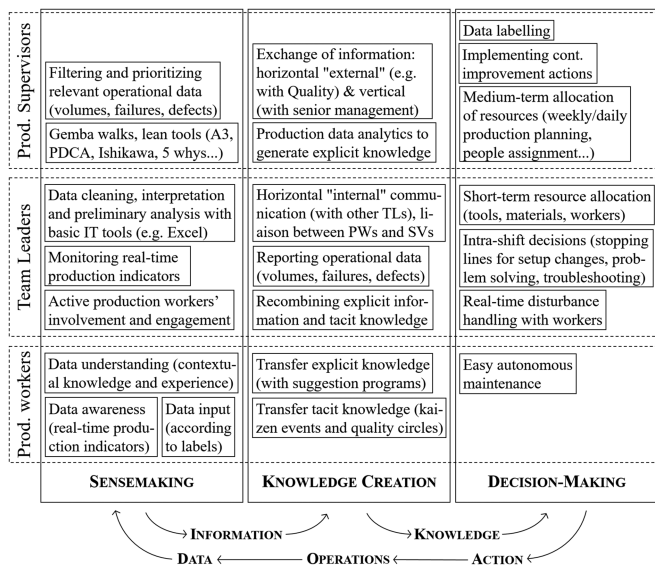 Prod. Supervisors
Filtering and prioritizing
relevant operational data
(volumes, failures, defects)
Gemba walks, lean tools (A3,
PDCA, Ishikawa, 5 whys...)
Exchange of information:
horizontal "external" (e.g.
with Quality) & vertical
(with senior management)
Production data analytics to
generate explicit knowledge
Data labelling
Implementing cont.
improvement actions
Medium-term allocation
of resources (weekly/daily
production planning,
people assignment...)
Team Leaders
Data cleaning, interpretation
and preliminary analysis with
basic IT tools (e.g. Excel)
Monitoring real-time
production indicators
Active production workers'
involvement and engagement
Horizontal "internal" commu-
nication (with other TLs), li-
aison between PWs and SVs
Reporting operational data
(volumes, failures, defects)
Recombining explicit infor-
mation and tacit knowledge
Short-term resource allocation
(tools, materials, workers)
Intra-shift decisions (stopping
lines for setup changes, prob-
lem solving, troubleshooting)
Real-time disturbance
handling with workers
Prod. workers
Data understanding (context-
ual knowledge and experience)
Data awareness
(real-time produ-
ction indicators)
Data input
(according
to labels)
Transfer explicit knowledge
(with suggestion programs)
Transfer tacit knowledge (kai-
zen events and quality circles)
Easy autonomous
maintenance
SENSEMAKING
KNOWLEDGE CREATION
DECISION-MAKING
INFORMATION
KNOWLEDGE
DATA
OPERATIONS
ACTION